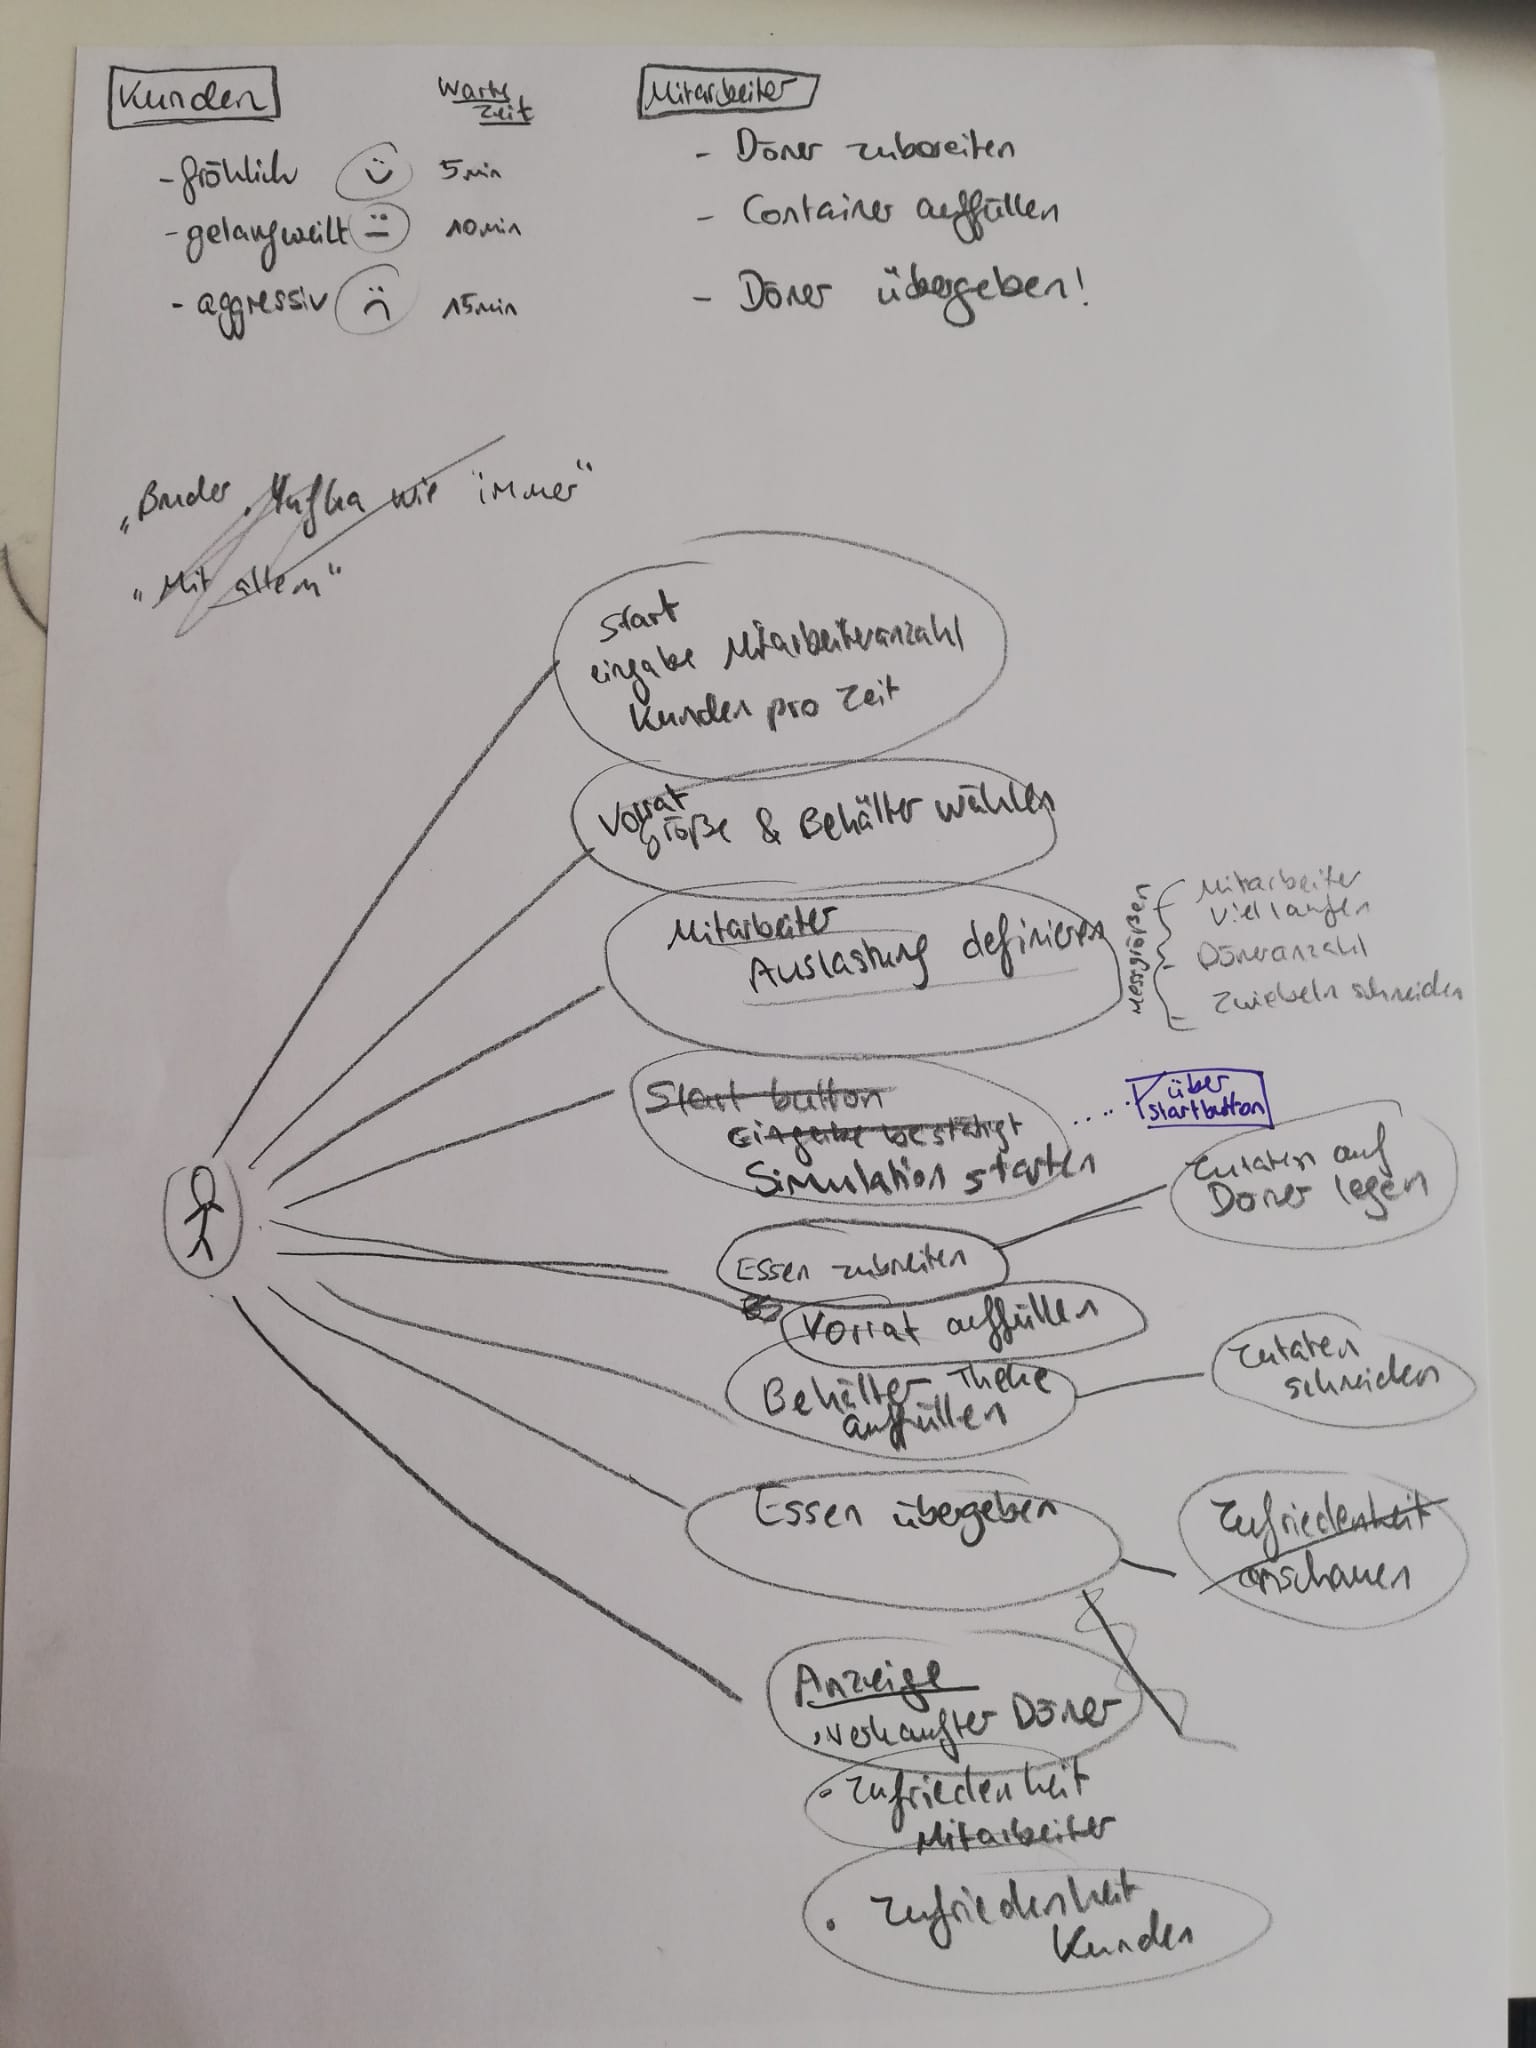 Kunden
Warte
zeit
- fröhlich 5min
- gelangweilt 10min
- aggressiv 15min
Mitarbeiter
- Döner zubereiten
- Container auffüllen
- Döner übergeben!
„Bruder wie immer“
„Mit allem“
Start
eingabe Mitarbeiteranzahl
Kunden pro Zeit
Vorrat
größe & Behälter wählen
Mitarbeiter
Auslastung definieren
Messgrößen
Mitarbeiter
viel laufen
Döneranzahl
Zwiebeln schneiden
Start button
Eingabe bestätigt
Simulation starten
über
startbutton
Essen zubreiten
Zutaten auf
Döner legen
Vorrat auffüllen
Behälter Theke
auffüllen
Zutaten
schneiden
Essen übergeben
Zufriedenheit
anschauen
Anzeige
• verkaufter Döner
• Zufriedenheit
Mitarbeiter
• Zufriedenheit
Kunden